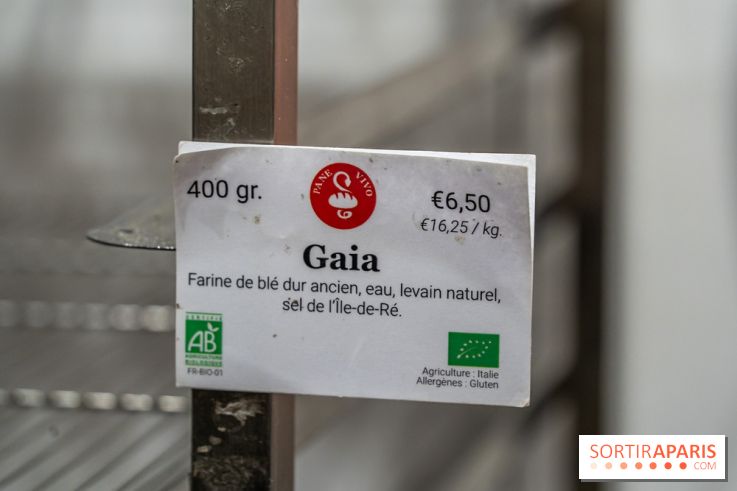 400 gr.
PANE VIVO
€6,50
€16,25 / kg.
Gaia
Farine de blé dur ancien, eau, levain naturel,
sel de l'Île-de-Ré.
CERTIFIÉ
AB
AGRICULTURE
BIOLOGIQUE
FR-BIO-01
Agriculture : Italie
Allergènes : Gluten
SORTIRAPARIS
.COM